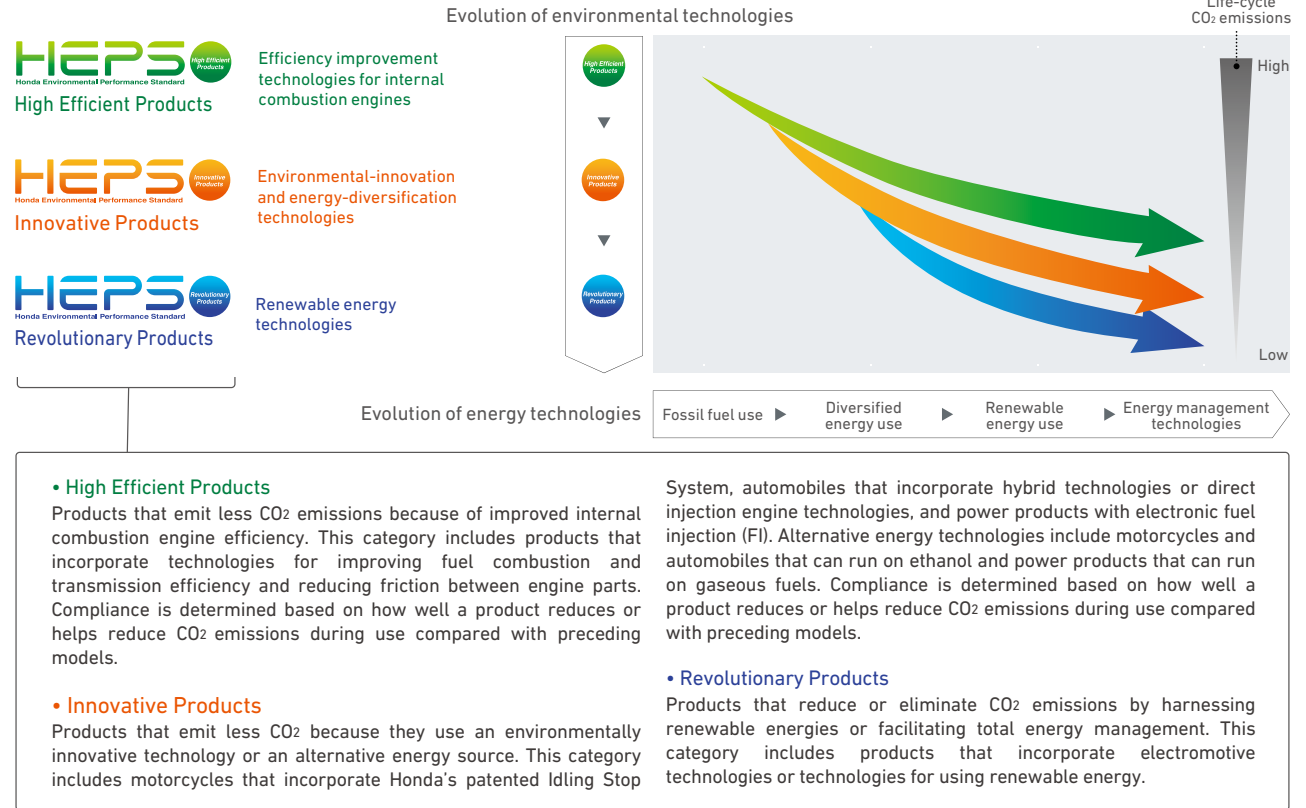 Evolution of environmental technologies
Life-cycle
CO2 emissions
HEPS
High Efficient
Products
Honda Environmental Performance Standard
High Efficient Products
Efficiency improvement
technologies for internal
combustion engines
High Efficient
Products
High
HEPS
Innovative
Products
Honda Environmental Performance Standard
Innovative Products
Environmental-innovation
and energy-diversification
technologies
Innovative
Products
HEPS
Revolutionary
Products
Honda Environmental Performance Standard
Revolutionary Products
Renewable energy
technologies
Revolutionary
Products
Low
Evolution of energy technologies
Fossil fuel use
Diversified
energy use
Renewable
energy use
Energy management
technologies
• High Efficient Products
Products that emit less CO2 emissions because of improved internal
combustion engine efficiency. This category includes products that
incorporate technologies for improving fuel combustion and
transmission efficiency and reducing friction between engine parts.
Compliance is determined based on how well a product reduces or
helps reduce CO2 emissions during use compared with preceding
models.
• Innovative Products
Products that emit less CO2 because they use an environmentally
innovative technology or an alternative energy source. This category
includes motorcycles that incorporate Honda's patented Idling Stop
System, automobiles that incorporate hybrid technologies or direct
injection engine technologies, and power products with electronic fuel
injection (FI). Alternative energy technologies include motorcycles and
automobiles that can run on ethanol and power products that can run
on gaseous fuels. Compliance is determined based on how well a
product reduces or helps reduce CO2 emissions during use compared
with preceding models.
• Revolutionary Products
Products that reduce or eliminate CO2 emissions by harnessing
renewable energies or facilitating total energy management. This
category includes products that incorporate electromotive
technologies or technologies for using renewable energy.